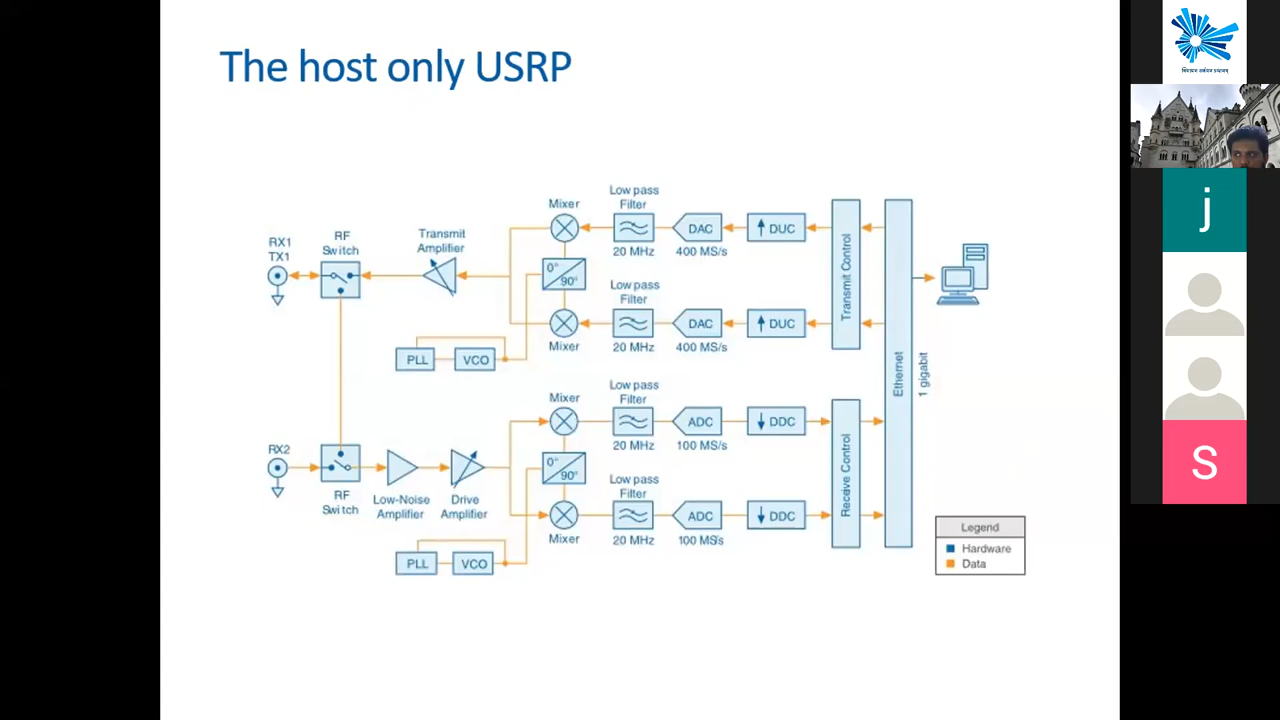 The host only USRP
RX1
TX1
RF
Switch
Transmit
Amplifier
Mixer
Low pass
Filter
20 MHz
DAC
400 MS/s
DUC
0°
90°
Low pass
Filter
20 MHz
DAC
400 MS/s
DUC
Mixer
PLL
VCO
Transmit Control
Ethernet
1 gigabit
RX2
RF
Switch
Low-Noise
Amplifier
Drive
Amplifier
Mixer
Low pass
Filter
20 MHz
ADC
100 MS/s
DDC
0°
90°
Low pass
Filter
20 MHz
ADC
100 MS/s
DDC
Mixer
PLL
VCO
Receive Control
Legend
Hardware
Data
j
S